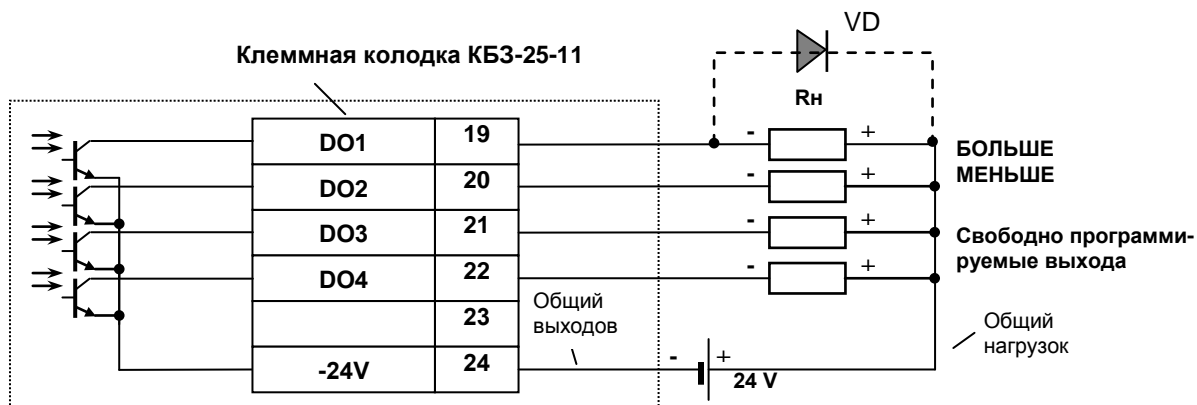 VD
Клеммная колодка КБЗ-25-11
Rн
DO1 19 - + БОЛЬШЕ
DO2 20 - + МЕНЬШЕ
DO3 21 - + Свободно программи-
руемые выхода
DO4 22 - +
23 Общий
выходов
Общий
нагрузок
-24V 24 - +
24 V